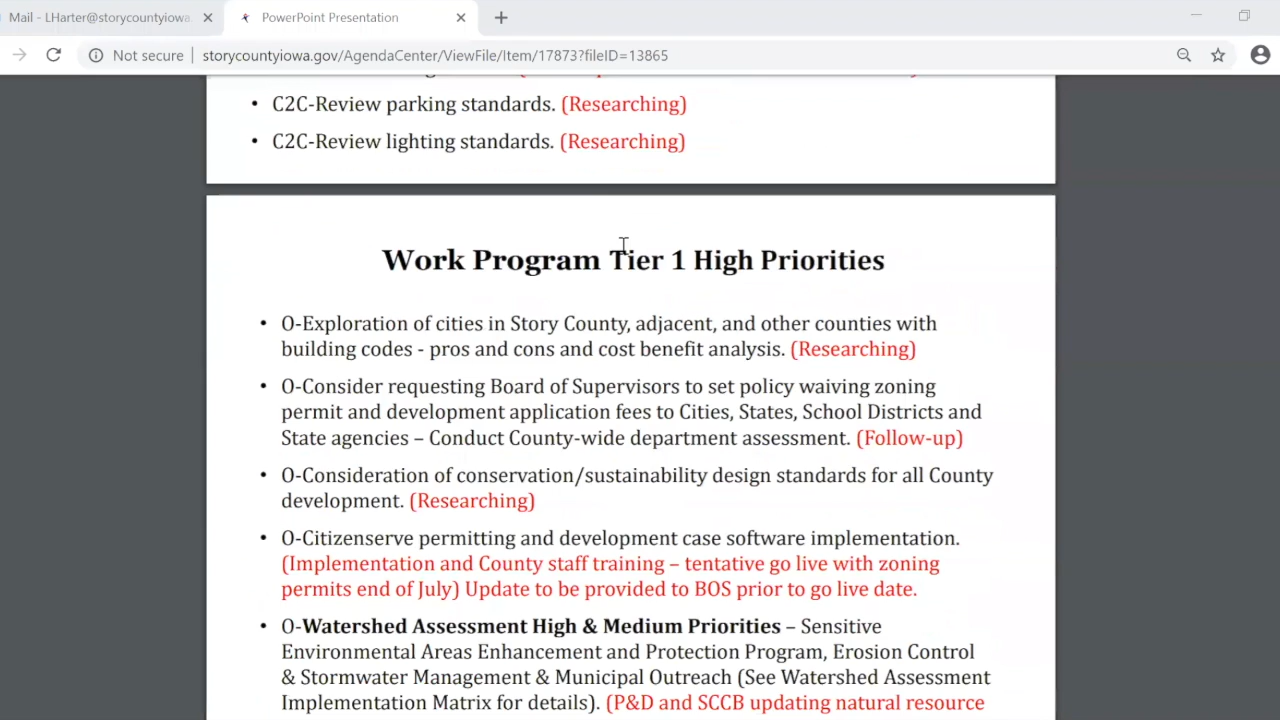 Mail - LHarter@storycountyiowa.
PowerPoint Presentation
Not secure
storycountyiowa.gov/AgendaCenter/ViewFile/Item/17873?fileID=13865
• C2C-Review parking standards. (Researching)
• C2C-Review lighting standards. (Researching)
Work Program Tier 1 High Priorities
• O-Exploration of cities in Story County, adjacent, and other counties with
building codes - pros and cons and cost benefit analysis. (Researching)
• O-Consider requesting Board of Supervisors to set policy waiving zoning
permit and development application fees to Cities, States, School Districts and
State agencies – Conduct County-wide department assessment. (Follow-up)
• O-Consideration of conservation/sustainability design standards for all County
development. (Researching)
• O-Citizenserve permitting and development case software implementation.
(Implementation and County staff training – tentative go live with zoning
permits end of July) Update to be provided to BOS prior to go live date.
• O-Watershed Assessment High & Medium Priorities – Sensitive
Environmental Areas Enhancement and Protection Program, Erosion Control
& Stormwater Management & Municipal Outreach (See Watershed Assessment
Implementation Matrix for details). (P&D and SCCB updating natural resource